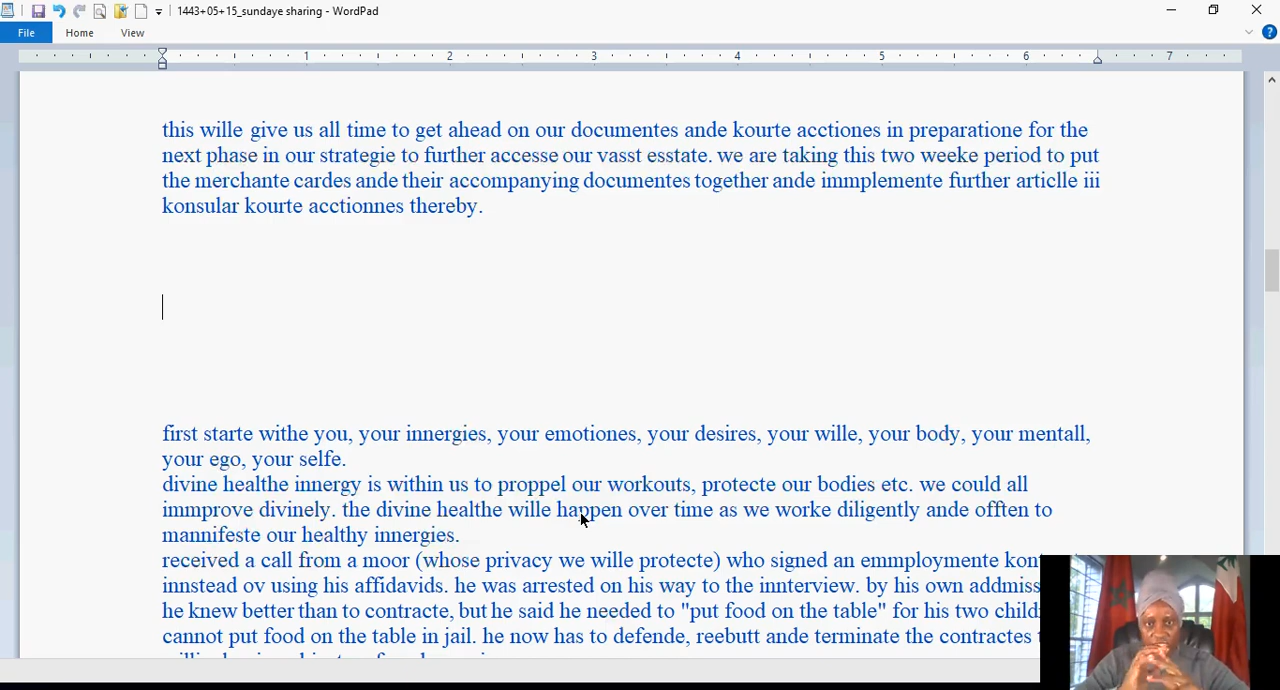 1443+05+15_sundaye sharing - WordPad
File Home View
1 2 3 4 5 6 7
this wille give us all time to get ahead on our documentes ande kourte acctiones in preparatione for the
next phase in our strategie to further accesse our vasst esstate. we are taking this two weeke period to put
the merchante cardes ande their accompanying documentes together ande immplemente further articlle iii
konsular kourte acctionnes thereby.
first starte withe you, your innergies, your emotiones, your desires, your wille, your body, your mentall,
your ego, your selfe.
divine healthe innergy is within us to proppel our workouts, protecte our bodies etc. we could all
immprove divinely. the divine healthe wille happen over time as we worke diligently ande offten to
mannifeste our healthy innergies.
received a call from a moor (whose privacy we wille protecte) who signed an emmploymente
innstead ov using his affidavids. he was arrested on his way to the innterview. by his own
he knew better than to contracte, but he said he needed to "put food on the table" for his two
cannot put food on the table in jail. he now has to defende, reebutt ande terminate the contractes